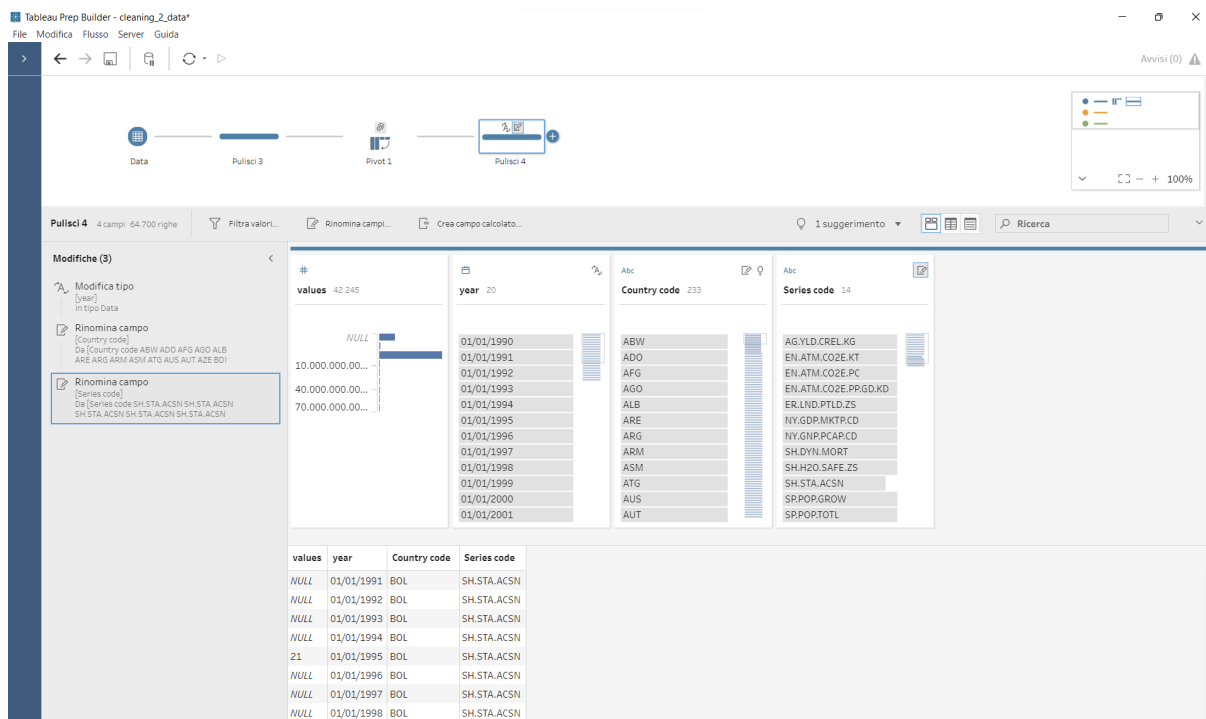 Tableau Prep Builder - cleaning_2_data*
File Modifica Flusso Server Guida
Avvisi (0)
Data
Pulisci 3
Pivot 1
Pulisci 4
100%
Pulisci 4 4 campi 64.700 righe
Filtra valori...
Rinomina campi...
Crea campo calcolato...
1 suggerimento
Ricerca
Modifiche (3)
Modifica tipo
[year]
In tipo Data
Rinomina campo
[Country code]
Da [Country code ABW ADO AFG AGO ALB
ARE ARG ARM ASM ATG AUS AUT AZE BDI
Rinomina campo
[Series code]
Da [Series code SH.STA.ACSN SH.STA.ACSN
SH.STA.ACSN SH.STA.ACSN SH.STA.ACSN
#
values 42.245
NULL
10.000.000.00...
40.000.000.00...
70.000.000.00...
year 20
01/01/1990
01/01/1991
01/01/1992
01/01/1993
01/01/1994
01/01/1995
01/01/1996
01/01/1997
01/01/1998
01/01/1999
01/01/2000
01/01/2001
Abc
Country code 233
ABW
ADO
AFG
AGO
ALB
ARE
ARG
ARM
ASM
ATG
AUS
AUT
Abc
Series code 14
AG.YLD.CREL.KG
EN.ATM.CO2E.KT
EN.ATM.CO2E.PC
EN.ATM.CO2E.PP.GD.KD
ER.LND.PTLD.ZS
NY.GDP.MKTP.CD
NY.GNP.PCAP.CD
SH.DYN.MORT
SH.H2O.SAFE.ZS
SH.STA.ACSN
SP.POP.GROW
SP.POP.TOTL
values year Country code Series code
NULL 01/01/1991 BOL SH.STA.ACSN
NULL 01/01/1992 BOL SH.STA.ACSN
NULL 01/01/1993 BOL SH.STA.ACSN
NULL 01/01/1994 BOL SH.STA.ACSN
21 01/01/1995 BOL SH.STA.ACSN
NULL 01/01/1996 BOL SH.STA.ACSN
NULL 01/01/1997 BOL SH.STA.ACSN
NULL 01/01/1998 BOL SH.STA.ACSN